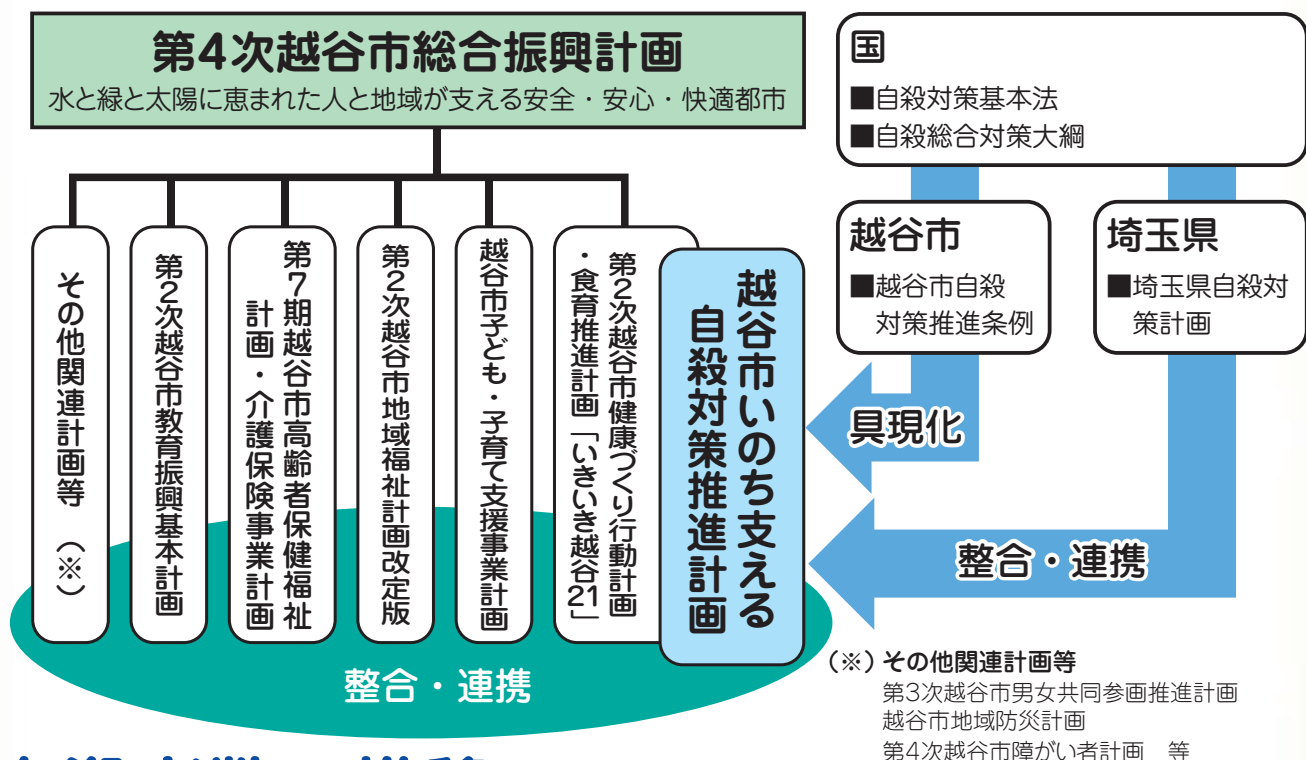 第4次越谷市総合振興計画
水と緑と太陽に恵まれた人と地域が支える安全・安心・快適都市
国
■自殺対策基本法
■自殺総合対策大綱
越谷市
■越谷市自殺
対策推進条例
埼玉県
■埼玉県自殺対
策計画
越谷市いのち支える
自殺対策推進計画
第2次越谷市健康づくり行動計画
・食育推進計画「いきいき越谷21」
越谷市子ども・子育て支援事業計画
第2次越谷市地域福祉計画改定版
第7期越谷市高齢者保健福祉
計画・介護保険事業計画
第2次越谷市教育振興基本計画
その他関連計画等 (※)
具現化
整合・連携
整合・連携
(※)その他関連計画等
第3次越谷市男女共同参画推進計画
越谷市地域防災計画
第4次越谷市障がい者計画 等